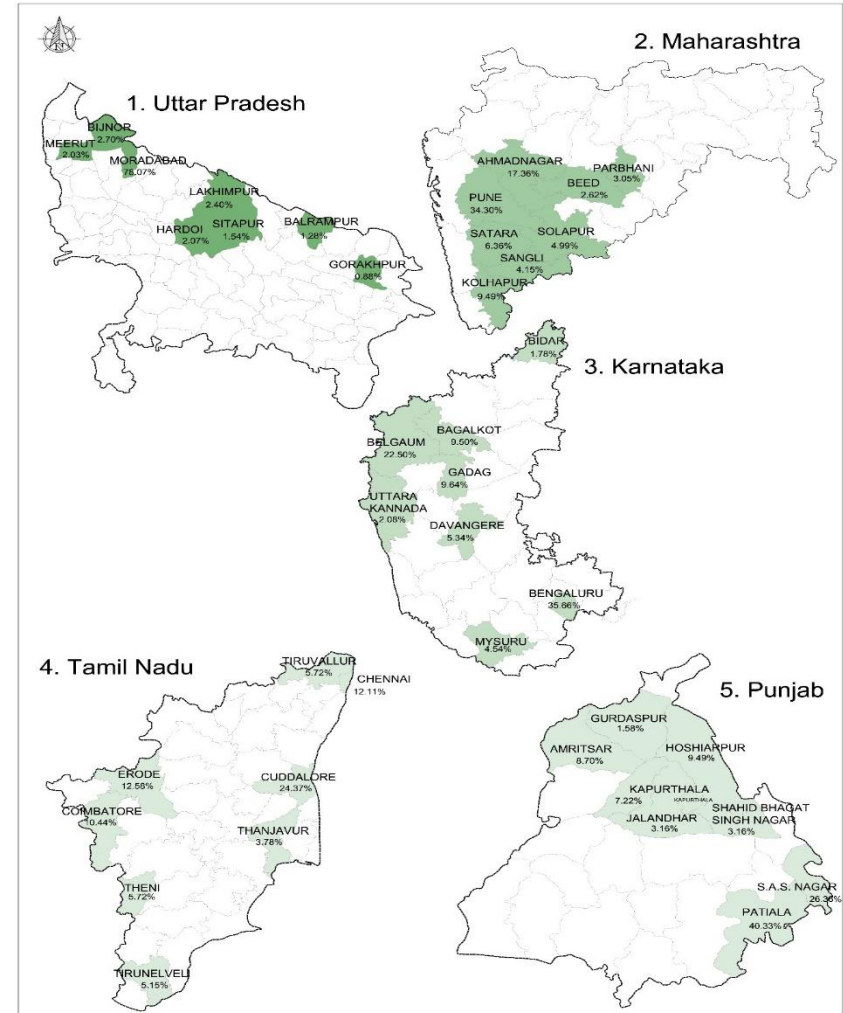 N
1. Uttar Pradesh
BIJNOR
2.70%
MEERUT
2.03%
MORADABAD
78.07%
LAKHIMPUR
2.40%
HARDOI
2.07%
SITAPUR
1.54%
BALRAMPUR
1.28%
GORAKHPUR
0.88%
2. Maharashtra
AHMADNAGAR
17.36%
PARBHANI
3.05%
BEED
2.62%
PUNE
34.30%
SATARA
6.36%
SOLAPUR
4.99%
SANGLI
4.15%
KOLHAPUR
9.49%
3. Karnataka
BIDAR
1.78%
BELGAUM
22.50%
BAGALKOT
9.50%
GADAG
9.64%
UTTARA
KANNADA
2.08%
DAVANGERE
5.34%
BENGALURU
35.66%
MYSURU
4.54%
4. Tamil Nadu
TIRUVALLUR
5.72%
CHENNAI
12.11%
ERODE
12.56%
CUDDALORE
24.37%
COIMBATORE
0.44%
THANJAVUR
3.78%
THENI
5.72%
TIRUNELVELI
5.15%
5. Punjab
GURDASPUR
1.58%
AMRITSAR
8.70%
HOSHIARPUR
9.49%
KAPURTHALA
7.22%
KAPURTHALA
JALANDHAR
3.16%
SHAHID BHAGAT
SINGH NAGAR
3.16%
S.A.S. NAGAR
26.36%
PATIALA
40.33%